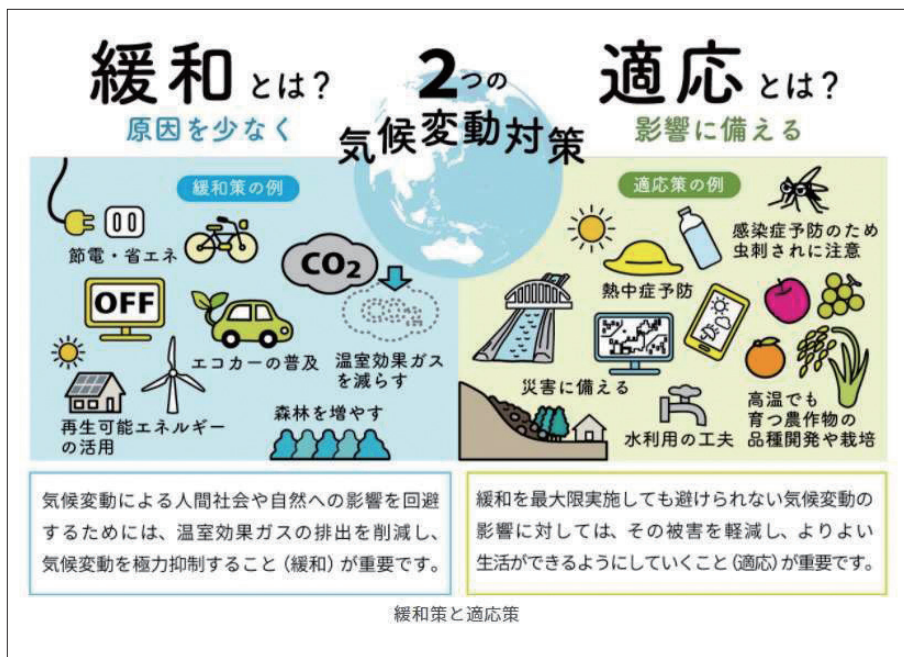 緩和とは?
原因を少なく
2つの
気候変動対策
適応とは?
影響に備える
緩和策の例
節電・省エネ
OFF
CO2
エコカーの普及
温室効果ガス
を減らす
再生可能エネルギー
の活用
森林を増やす
適応策の例
感染症予防のため
虫刺されに注意
熱中症予防
災害に備える
水利用の工夫
高温でも
育つ農作物の
品種開発や栽培
気候変動による人間社会や自然への影響を回避
するためには、温室効果ガスの排出を削減し、
気候変動を極力抑制すること(緩和)が重要です。
緩和を最大限実施しても避けられない気候変動の
影響に対しては、その被害を軽減し、よりよい
生活ができるようにしていくこと(適応)が重要です。
緩和策と適応策